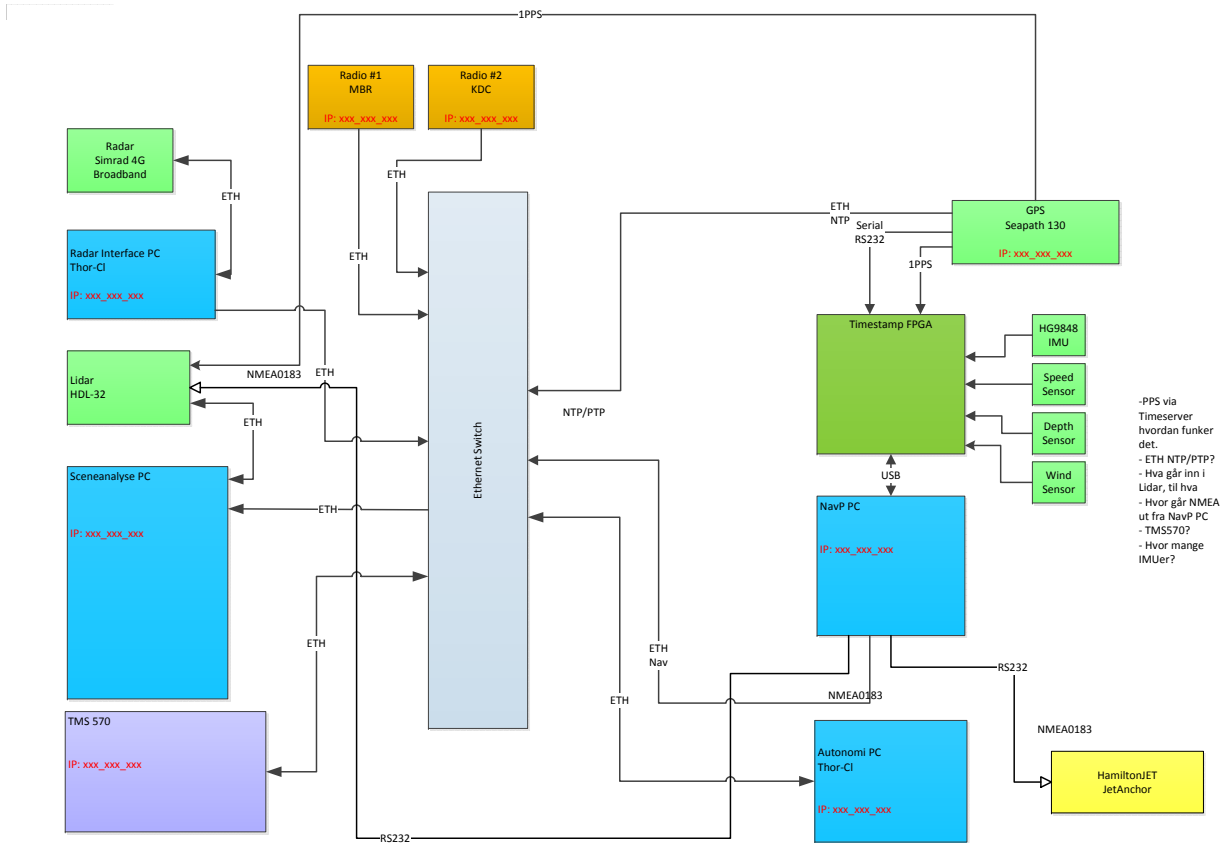 1PPS
Radio #1
MBR
IP: xxx_xxx_xxx
Radio #2
KDC
IP: xxx_xxx_xxx
Radar
Simrad 4G
Broadband
ETH
ETH
ETH
Radar Interface PC
Thor-CI
IP: xxx_xxx_xxx
ETH
NTP
Serial
RS232
1PPS
GPS
Seapath 130
IP: xxx_xxx_xxx
Timestamp FPGA
HG9848
IMU
Speed
Sensor
Depth
Sensor
Wind
Sensor
Lidar
HDL-32
NMEA0183
ETH
ETH
NTP/PTP
Ethernet Switch
-PPS via
Timeserver
hvordan funker
det.
- ETH NTP/PTP?
- Hva går inn i
Lidar, til hva
- Hvor går NMEA
ut fra NavP PC
- TMS570?
- Hvor mange
IMUer?
Sceneanalyse PC
IP: xxx_xxx_xxx
ETH
USB
NavP PC
IP: xxx_xxx_xxx
ETH
ETH
Nav
RS232
NMEA0183
ETH
TMS 570
IP: xxx_xxx_xxx
Autonomi PC
Thor-CI
IP: xxx_xxx_xxx
NMEA0183
HamiltonJET
JetAnchor
RS232